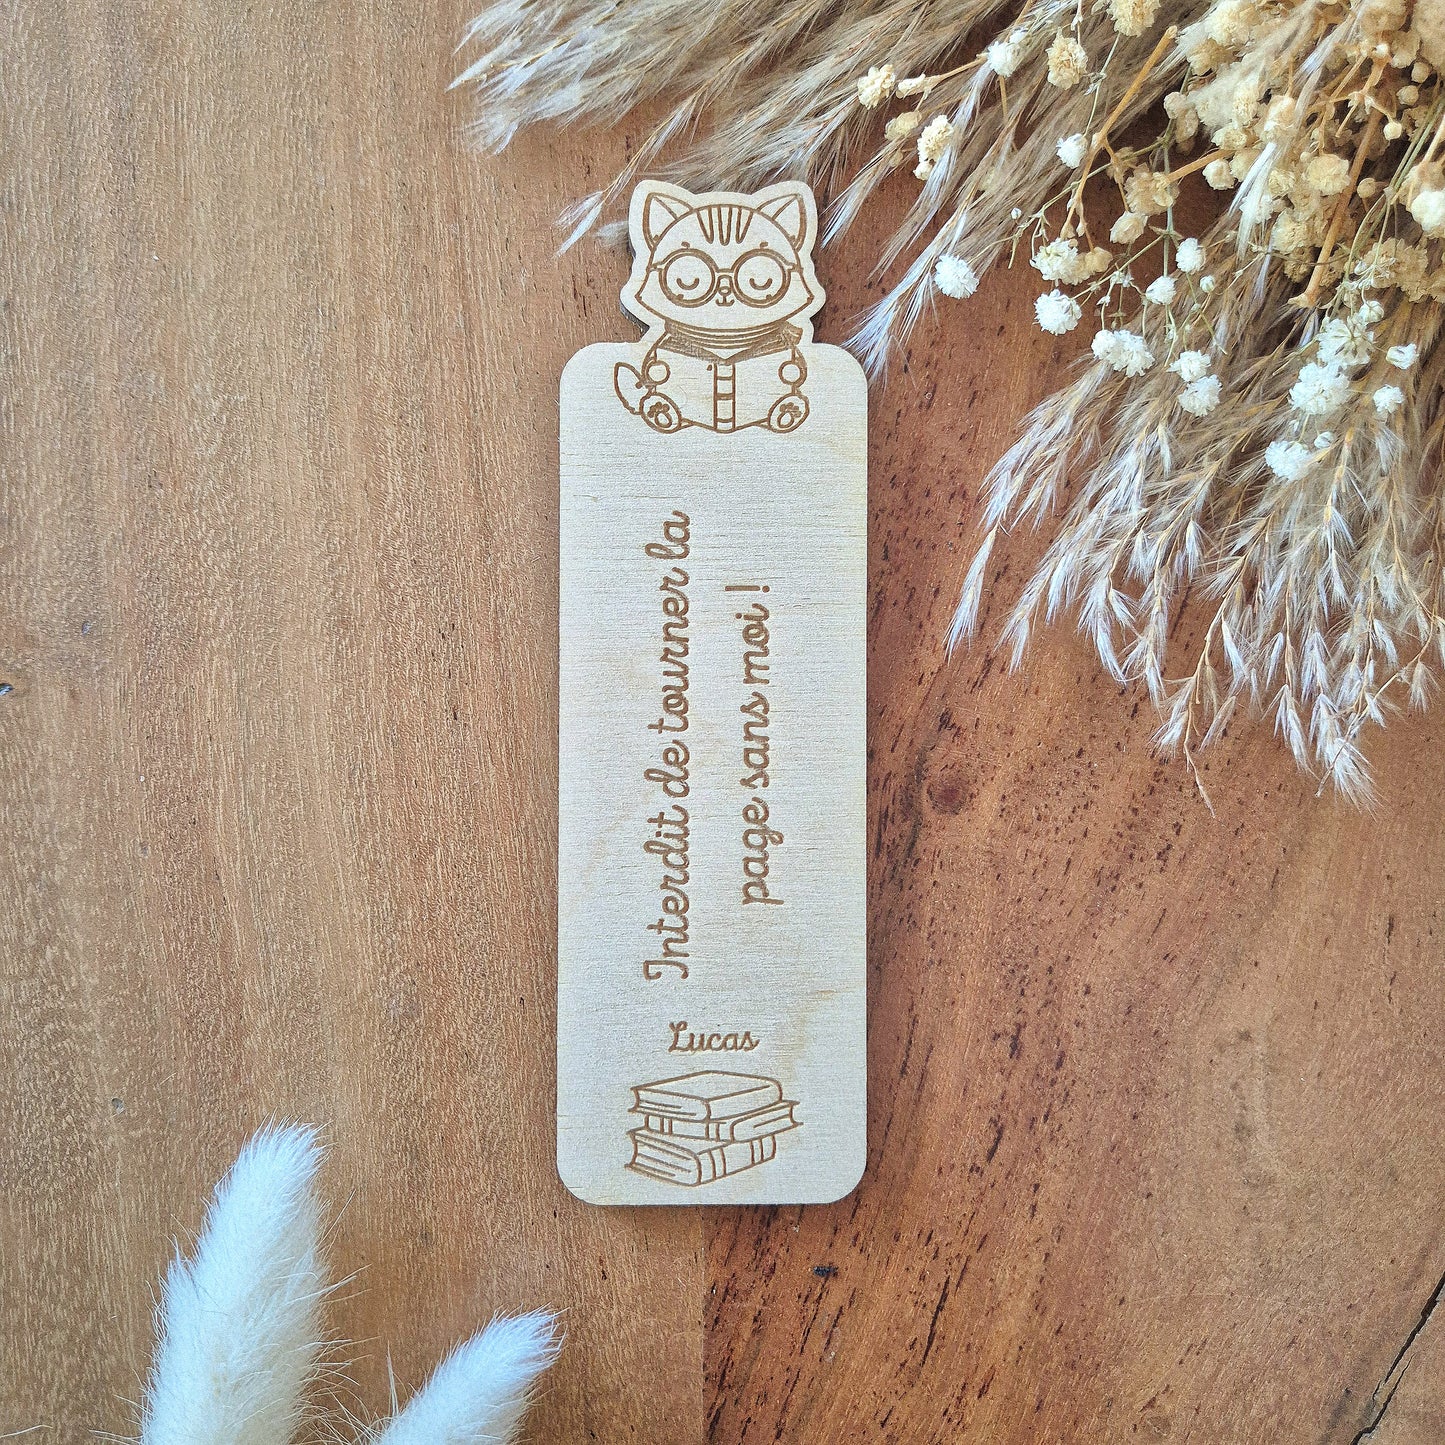 Interdit de tourner la
page sans moi !
Lucas